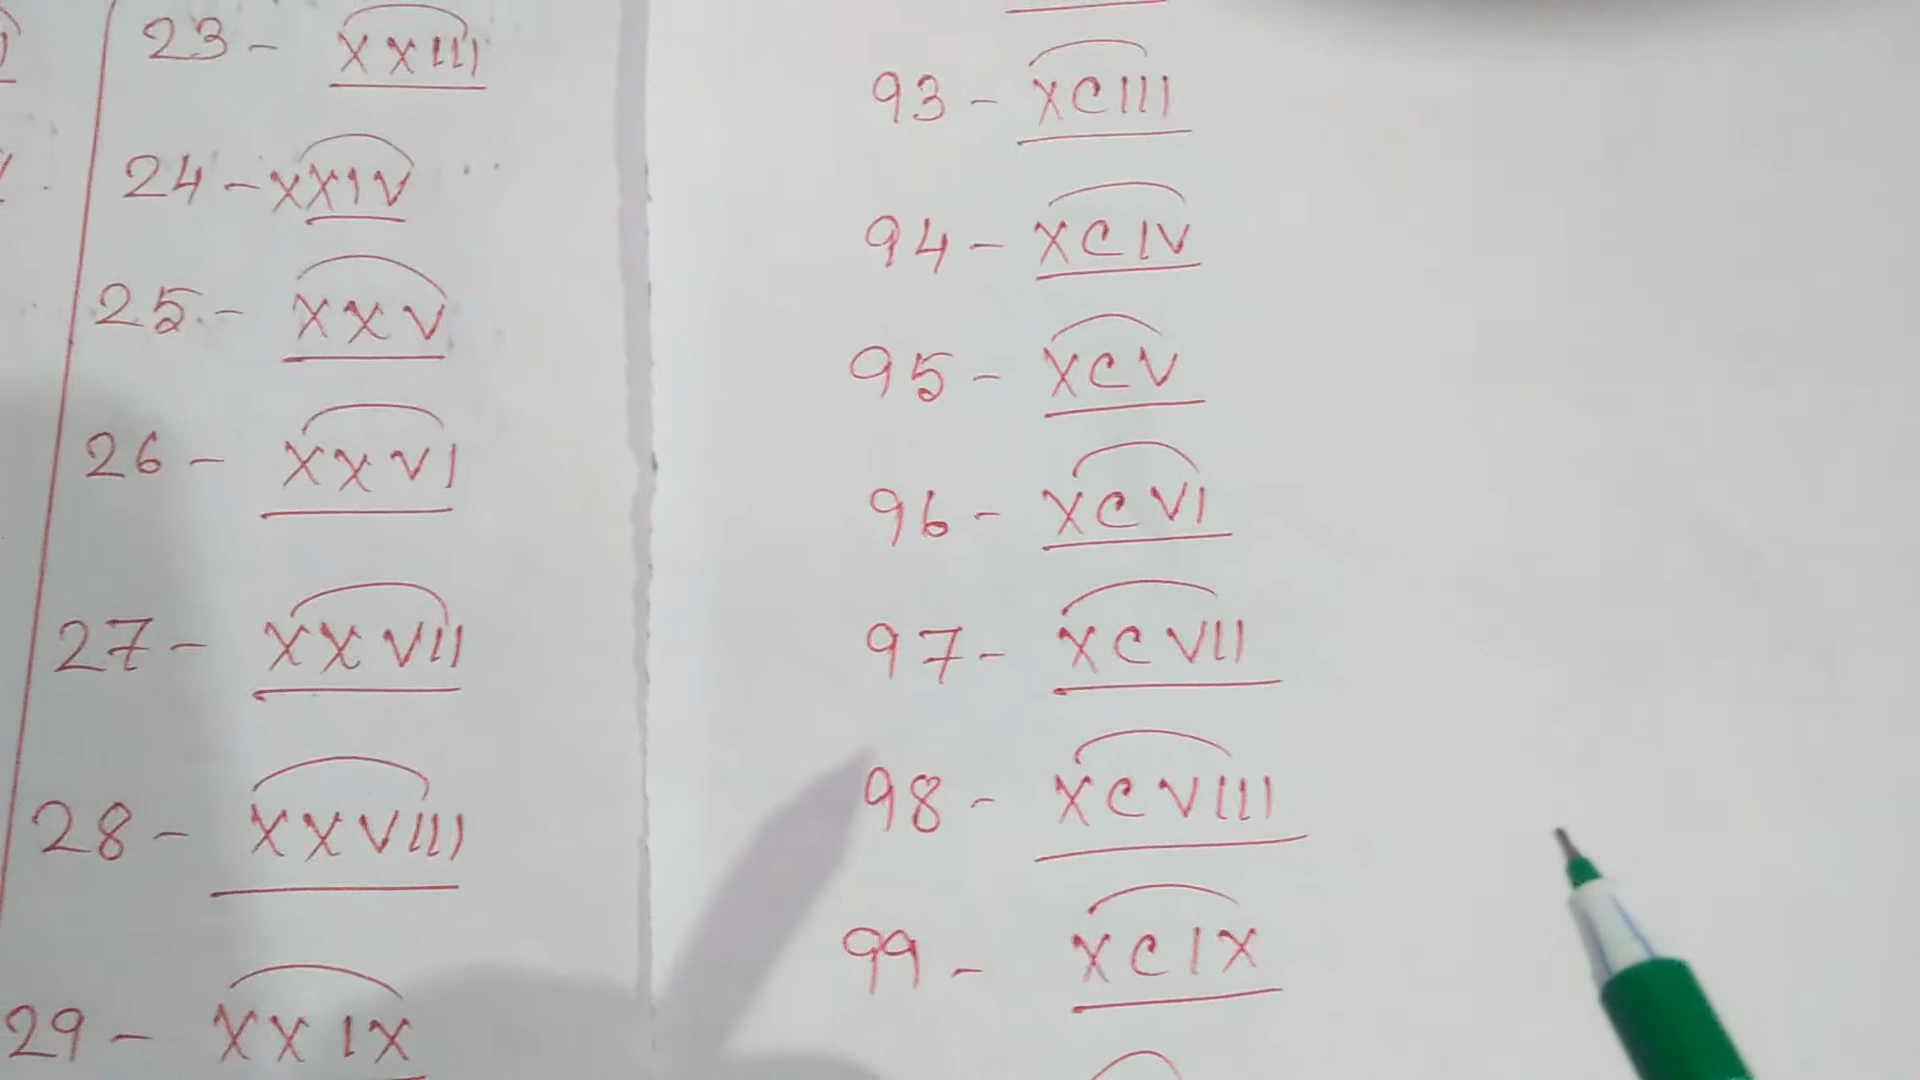 23 - XXIII
24 - XXIV
25 - XXV
26 - XXVI
27 - XXVII
28 - XXVIII
29 - XXIX
93 - XCIII
94 - XCIV
95 - XCV
96 - XCVI
97 - XCVII
98 - XCVIII
99 - XCIX